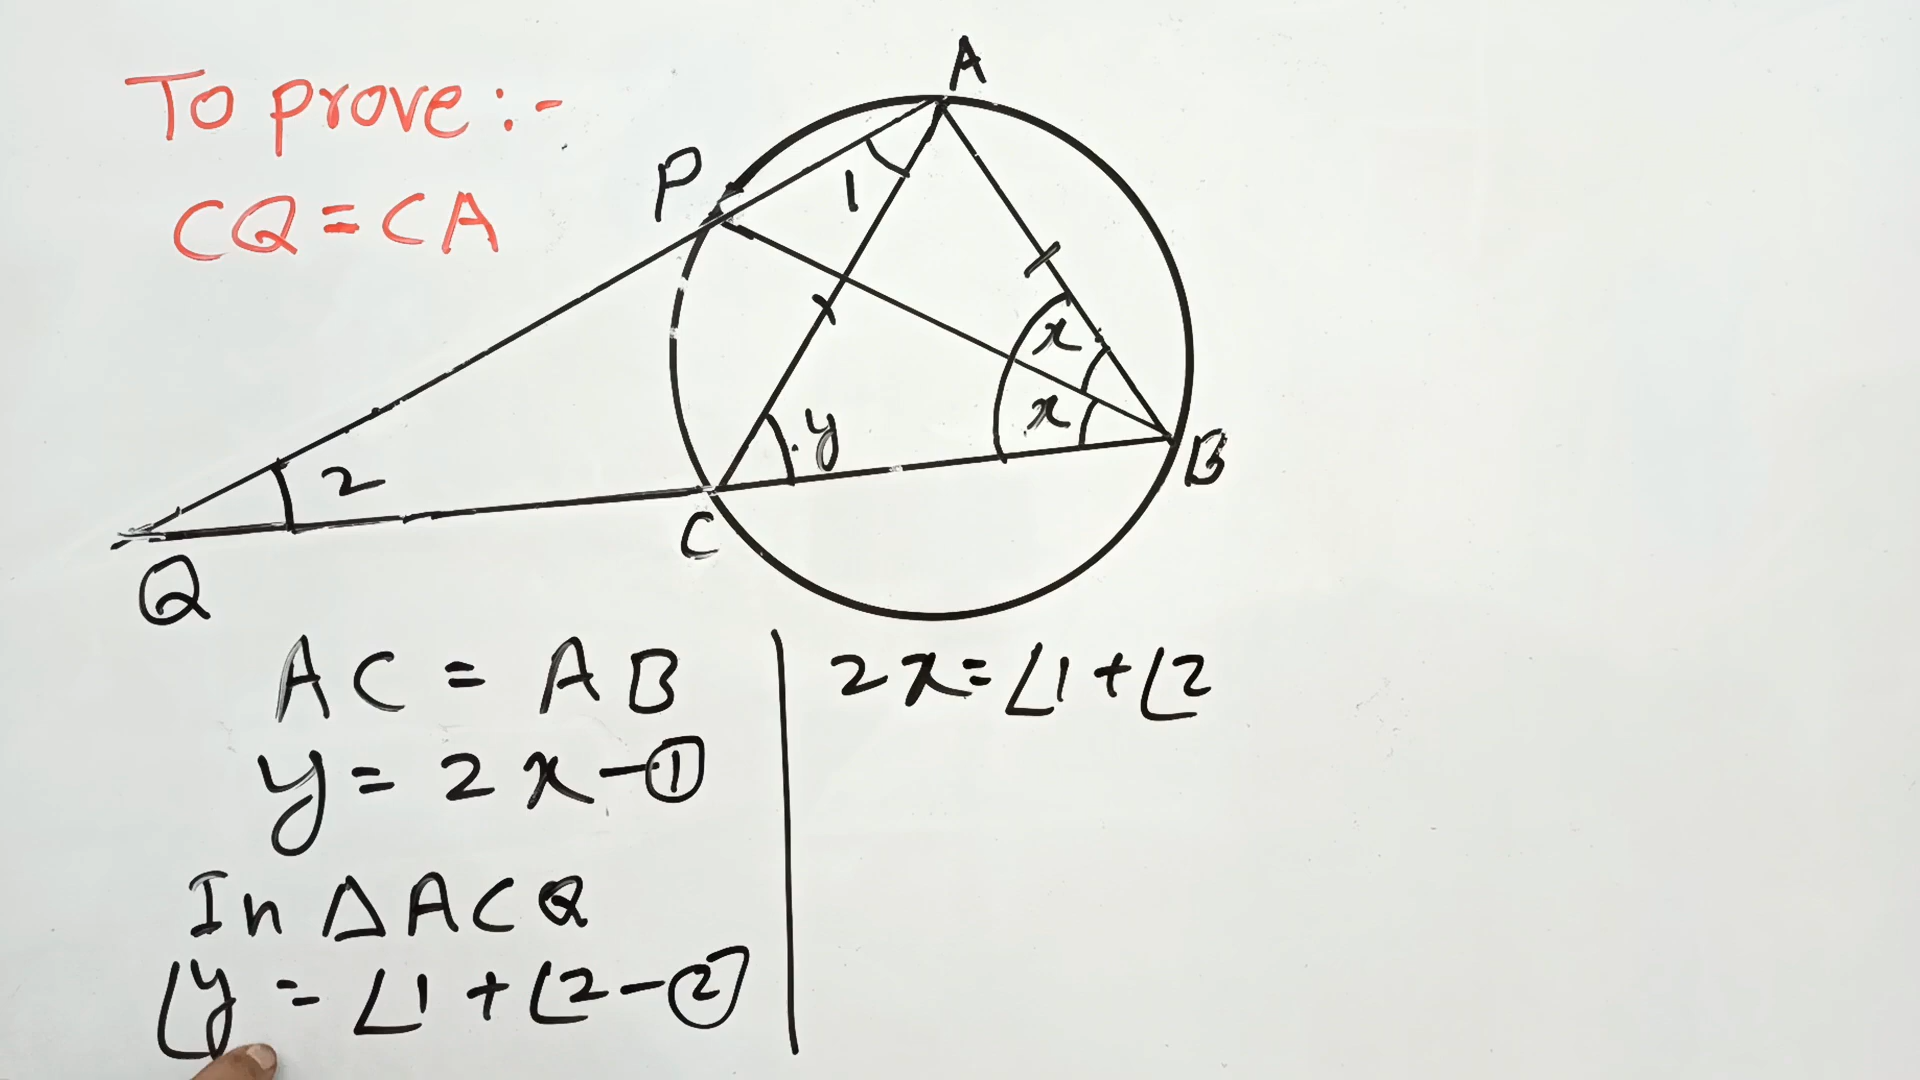 To prove :-
CQ = CA
A
P
1
x
x
y
B
2
C
Q
AC = AB
y = 2x - ①
In △ACQ
∠y = ∠1 + ∠2 - ②
2x = ∠1 + ∠2